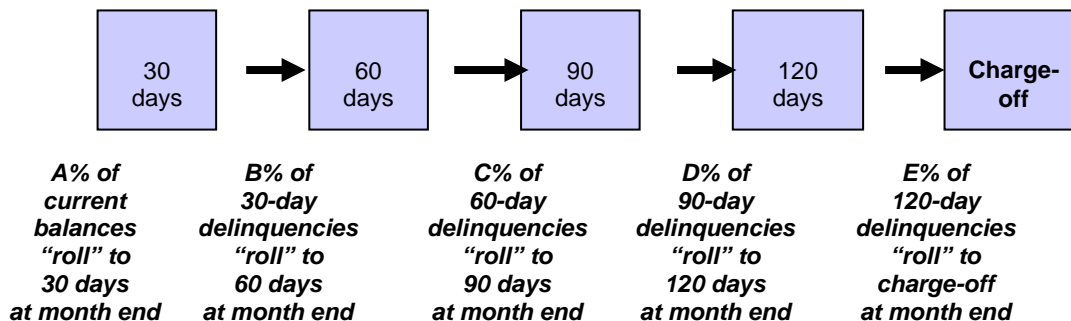 30
days
60
days
90
days
120
days
Charge-
off
A% of
current
balances
“roll” to
30 days
at month end
B% of
30-day
delinquencies
“roll” to
60 days
at month end
C% of
60-day
delinquencies
“roll” to
90 days
at month end
D% of
90-day
delinquencies
“roll” to
120 days
at month end
E% of
120-day
delinquencies
“roll” to
charge-off
at month end